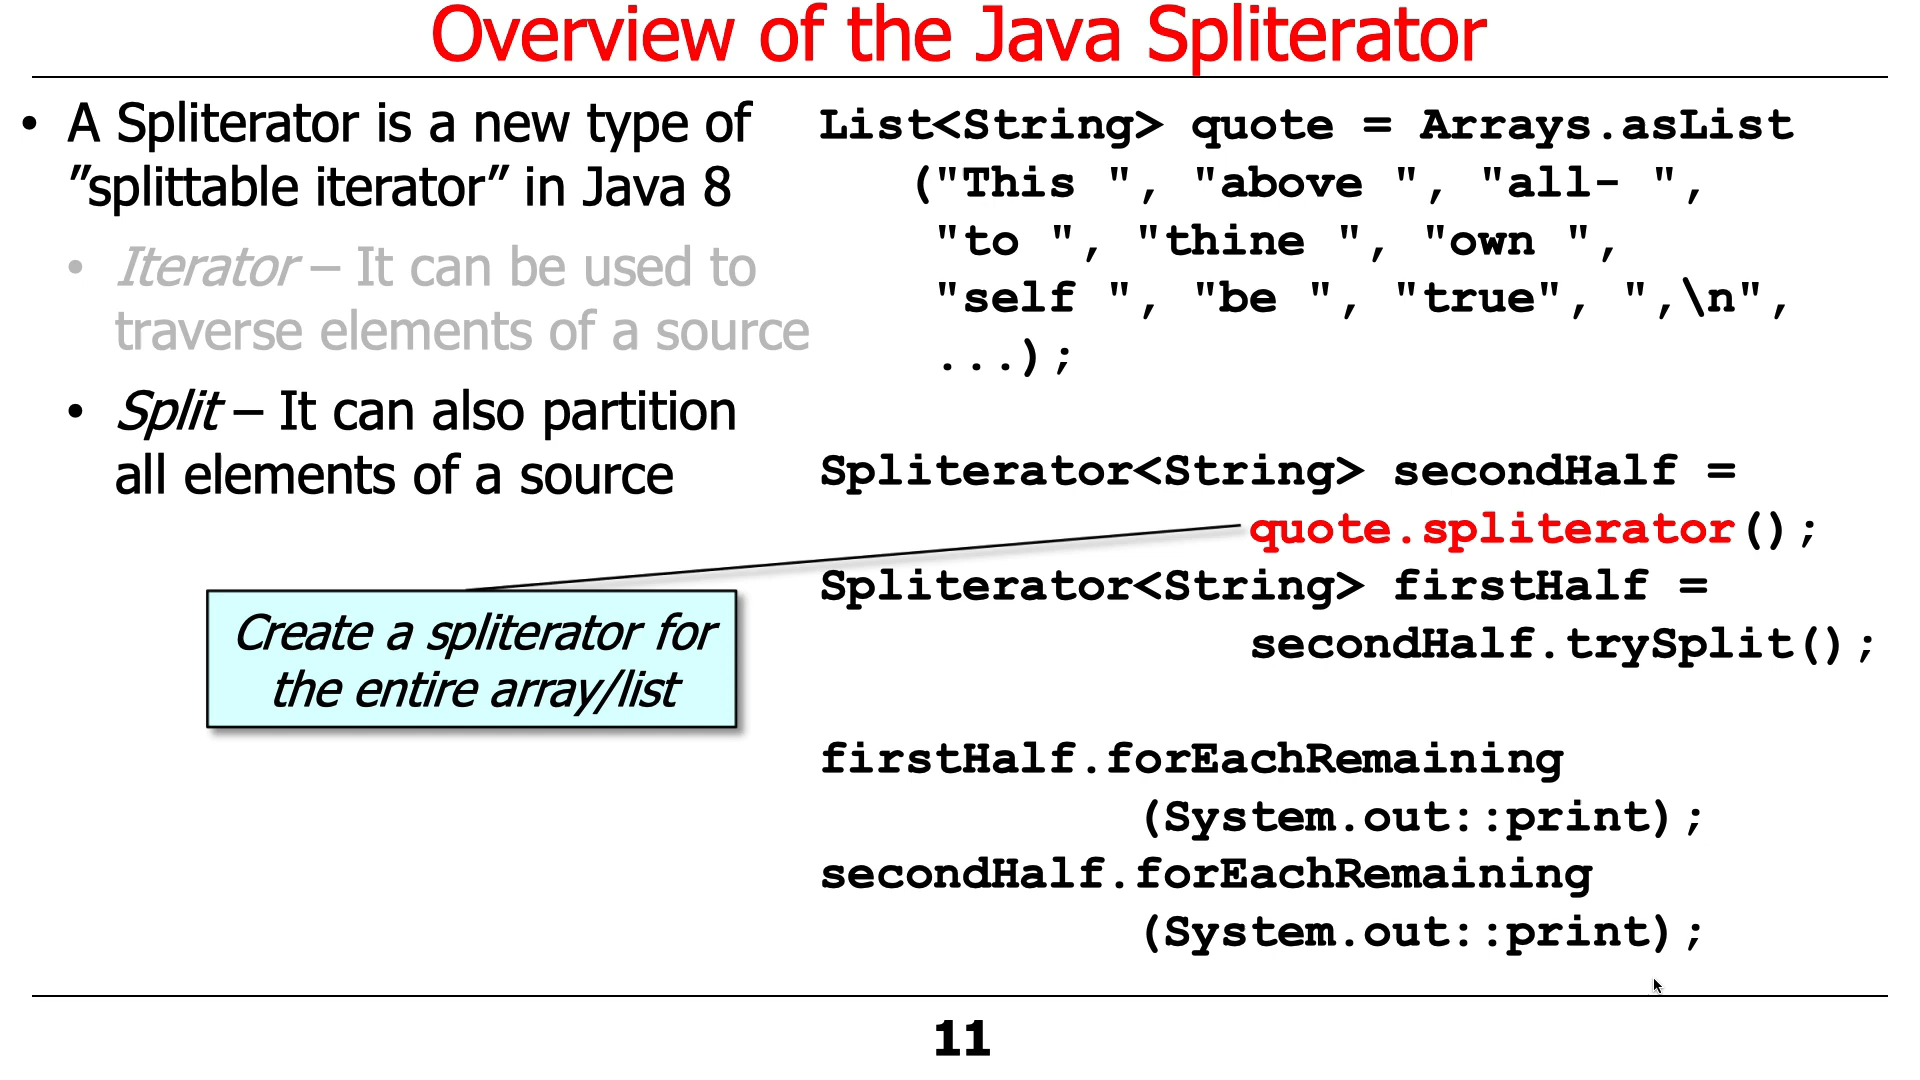 Overview of the Java Spliterator
• A Spliterator is a new type of
”splittable iterator” in Java 8
• Iterator – It can be used to
traverse elements of a source
• Split – It can also partition
all elements of a source
Create a spliterator for
the entire array/list
List<String> quote = Arrays.asList
("This ", "above ", "all- ",
"to ", "thine ", "own ",
"self ", "be ", "true", ",\n",
...);
Spliterator<String> secondHalf =
quote.spliterator();
Spliterator<String> firstHalf =
secondHalf.trySplit();
firstHalf.forEachRemaining
(System.out::print);
secondHalf.forEachRemaining
(System.out::print);
11